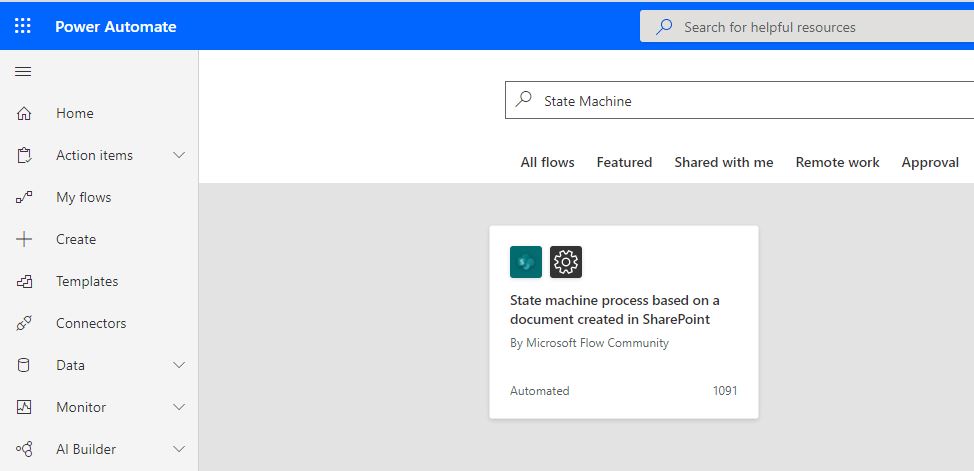 Power Automate
Search for helpful resources
Home
Action items
My flows
Create
Templates
Connectors
Data
Monitor
AI Builder
State Machine
All flows Featured Shared with me Remote work Approval
State machine process based on a
document created in SharePoint
By Microsoft Flow Community
Automated 1091